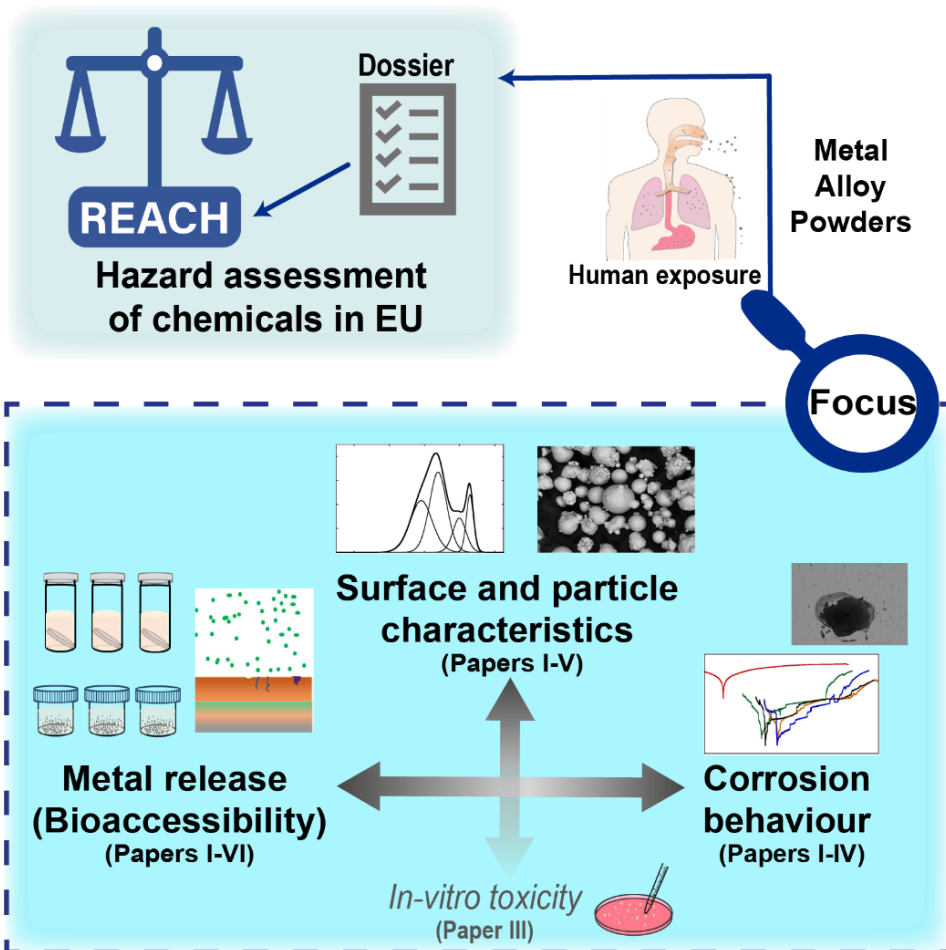 Dossier
REACH
Hazard assessment
of chemicals in EU
Human exposure
Metal
Alloy
Powders
Focus
Surface and particle
characteristics
(Papers I-V)
Metal release
(Bioaccessibility)
(Papers I-VI)
Corrosion
behaviour
(Papers I-IV)
In-vitro toxicity
(Paper III)